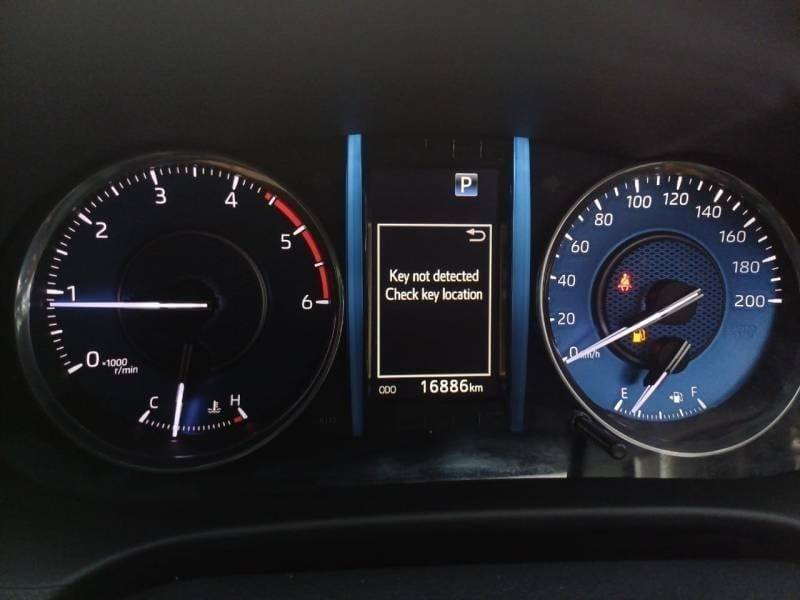 0
1
2
3
4
5
6
×1000
r/min
C
H
P
Key not detected
Check key location
ODO 16886km
0
20
40
60
80
100
120
140
160
180
200
km/h
E
F